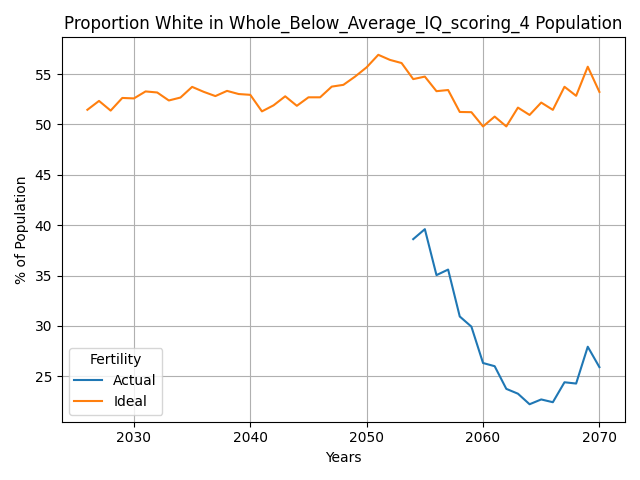 Proportion White in Whole_Below_Average_IQ_scoring_4 Population
% of Population
55
50
45
40
35
30
25
Fertility
Actual
Ideal
2030
2040
2050
2060
2070
Years